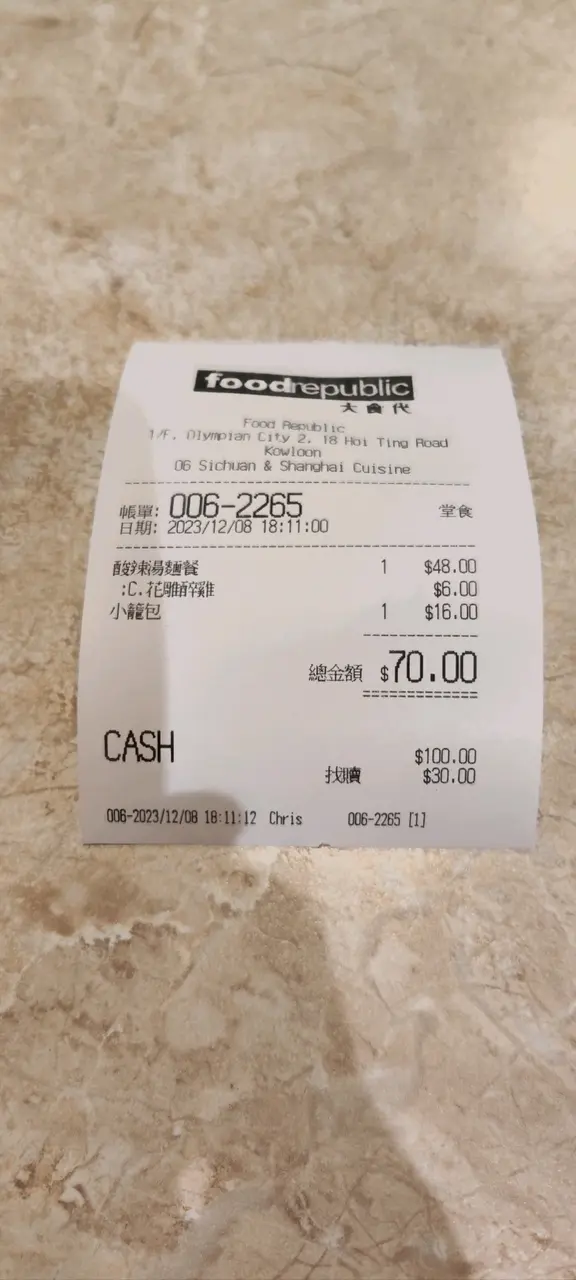 foodrepublic
大食代
Food Republic
1/F, Olympian City 2, 18 Hoi Ting Road
Kowloon
06 Sichuan & Shanghai Cuisine
帳單: 006-2265 堂食
日期: 2023/12/08 18:11:00
酸辣湯麵餐 1 $48.00
:C.花雕醉雞 $6.00
小籠包 1 $16.00
總金額 $70.00
CASH $100.00
找贖 $30.00
006-2023/12/08 18:11:12 Chris 006-2265 [1]